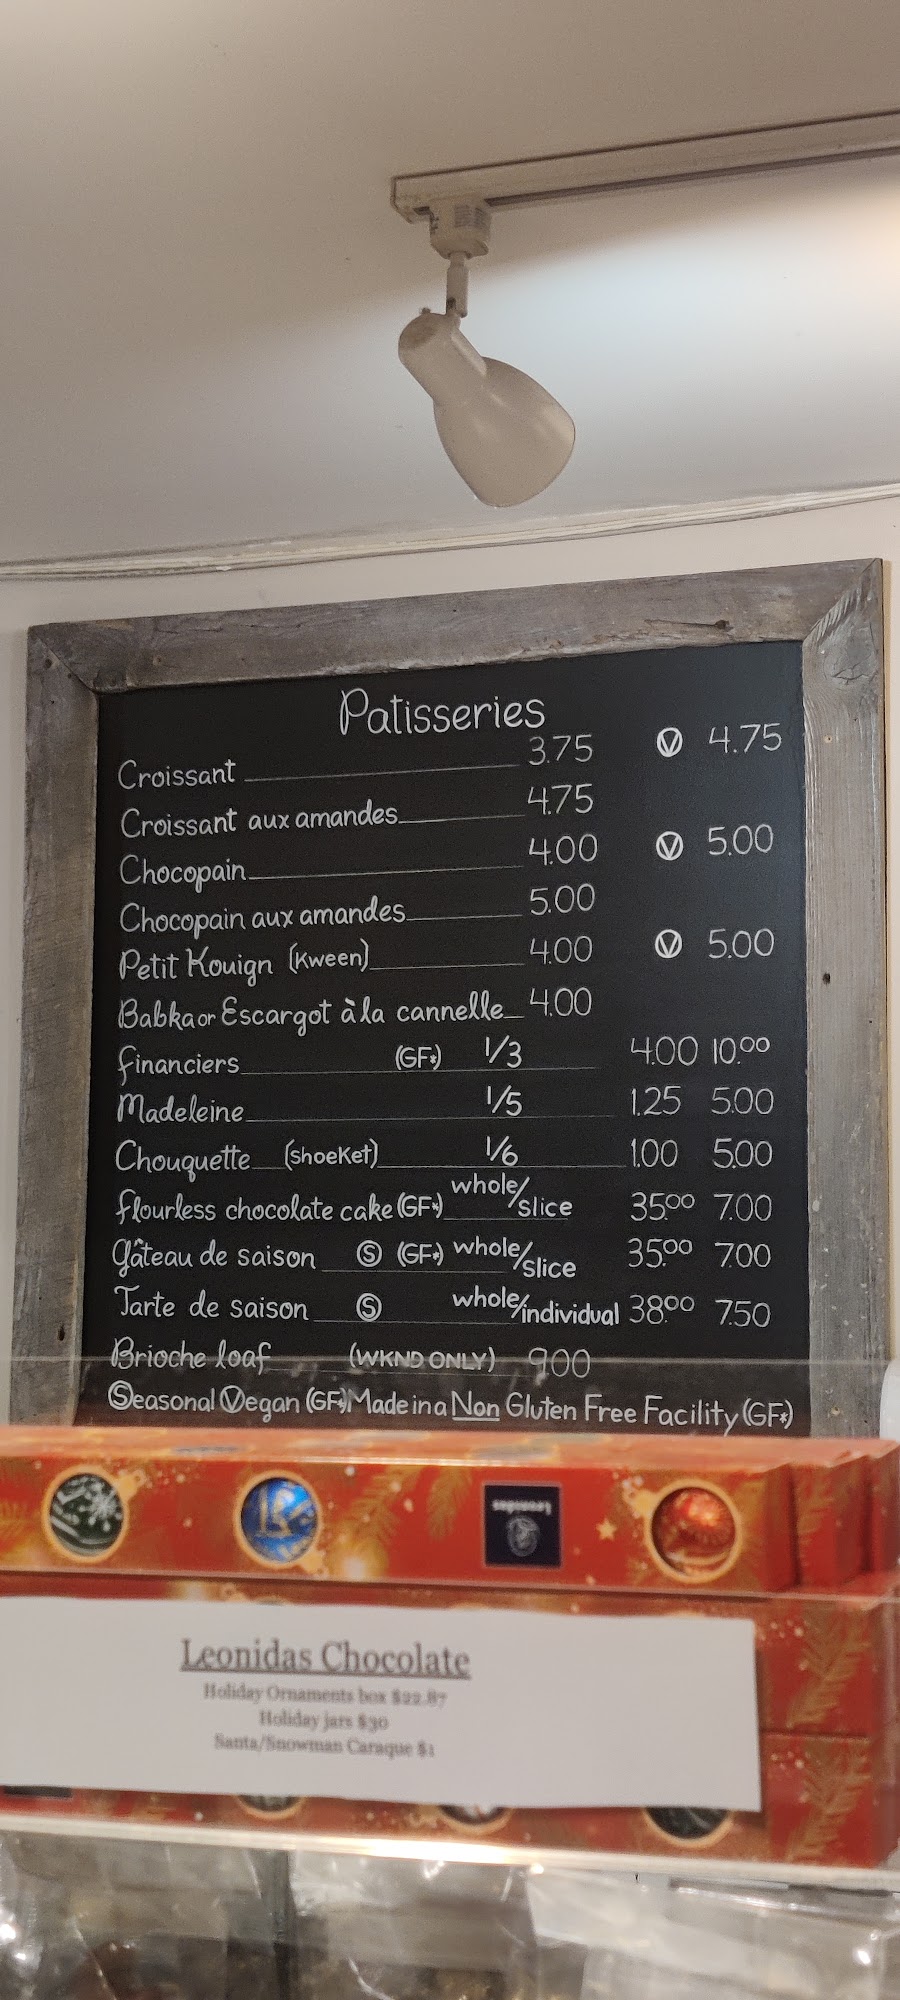 Patisseries
Croissant 3.75 Ⓥ 4.75
Croissant aux amandes 4.75
Chocopain 4.00 Ⓥ 5.00
Chocopain aux amandes 5.00
Petit Kouign (Kween) 4.00 Ⓥ 5.00
Babka or Escargot à la cannelle 4.00
financiers (GF*) 1/3 4.00 10.00
Madeleine 1/5 1.25 5.00
Chouquette (shoeKet) 1/6 1.00 5.00
flourless chocolate cake (GF*) whole/slice 35.00 7.00
Gâteau de saison Ⓢ (GF*) whole/slice 35.00 7.00
Tarte de saison Ⓢ whole/individual 38.00 7.50
Brioche loaf (WKND ONLY) 9.00
Ⓢeasonal Ⓥegan (GF*) Made in a Non Gluten Free Facility (GF*)
Leonidas
Leonidas Chocolate
Holiday Ornaments box $22.87
Holiday jars $30
Santa/Snowman Caraque $1